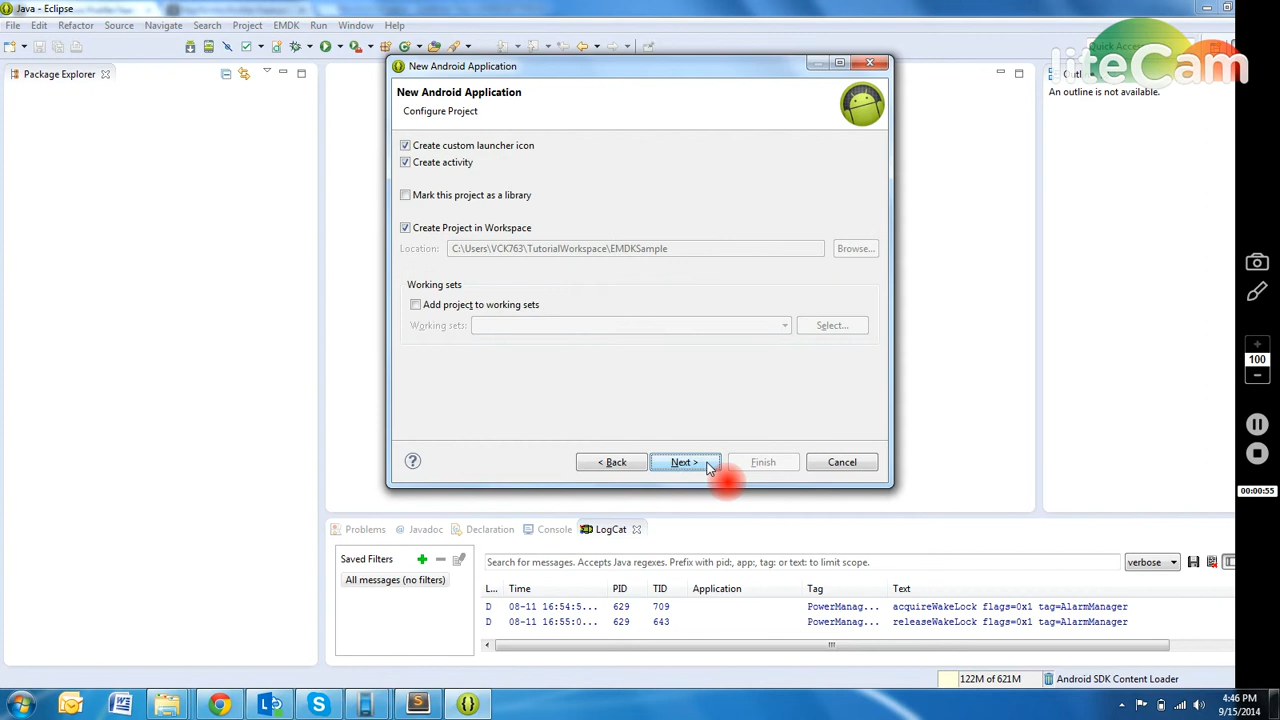 Java - Eclipse
File Edit Refactor Source Navigate Search Project EMDK Run Window Help
Quick Access
liteCam
Package Explorer
An outline is not available.
New Android Application
New Android Application
Configure Project
Create custom launcher icon
Create activity
Mark this project as a library
Create Project in Workspace
Location: C:\Users\VCK763\TutorialWorkspace\EMDKSample Browse...
Working sets
Add project to working sets
Working sets: Select...
< Back Next > Finish Cancel
100
00:00:55
Problems Javadoc Declaration Console LogCat
Saved Filters
All messages (no filters)
Search for messages. Accepts Java regexes. Prefix with pid:, app:, tag: or text: to limit scope. verbose
L... Time PID TID Application Tag Text
D 08-11 16:54:5... 629 709 PowerManag... acquireWakeLock flags=0x1 tag=AlarmManager
D 08-11 16:55:0... 629 643 PowerManag... releaseWakeLock flags=0x1 tag=AlarmManager
122M of 621M Android SDK Content Loader
4:46 PM
9/15/2014